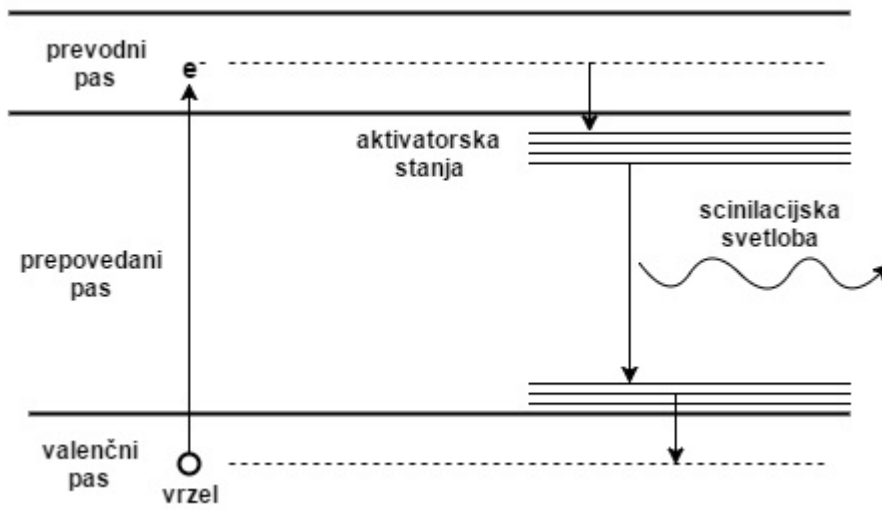 prevodni
pas
e-
aktivatorska
stanja
scinilacijska
svetloba
prepovedani
pas
valenčni
pas
vrzel